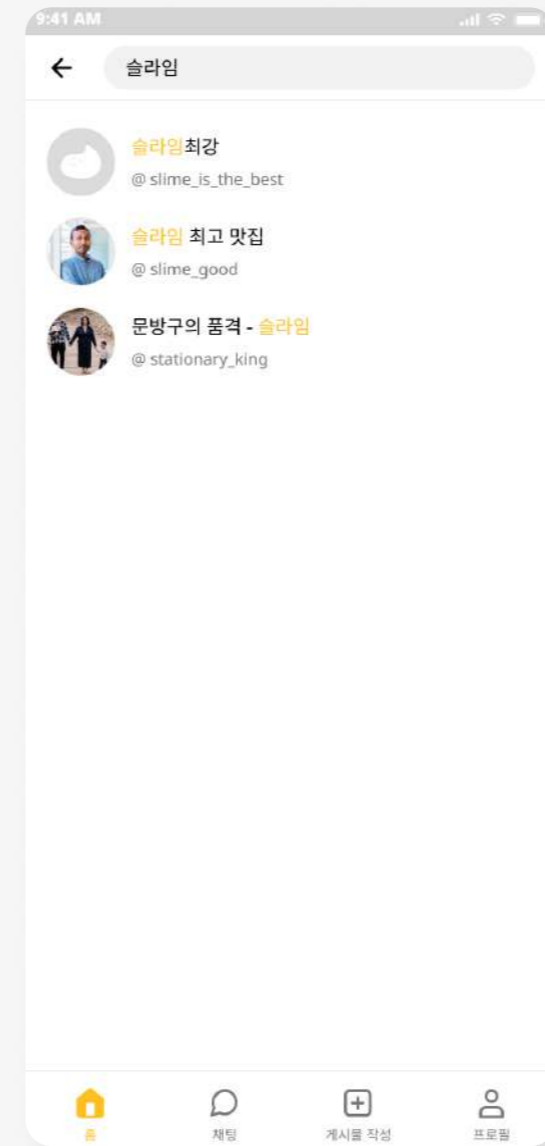 9:41 AM
슬라임
슬라임최강
@ slime_is_the_best
슬라임 최고 맛집
@ slime_good
문방구의 품격 - 슬라임
@ stationary_king
홈
채팅
게시물 작성
프로필